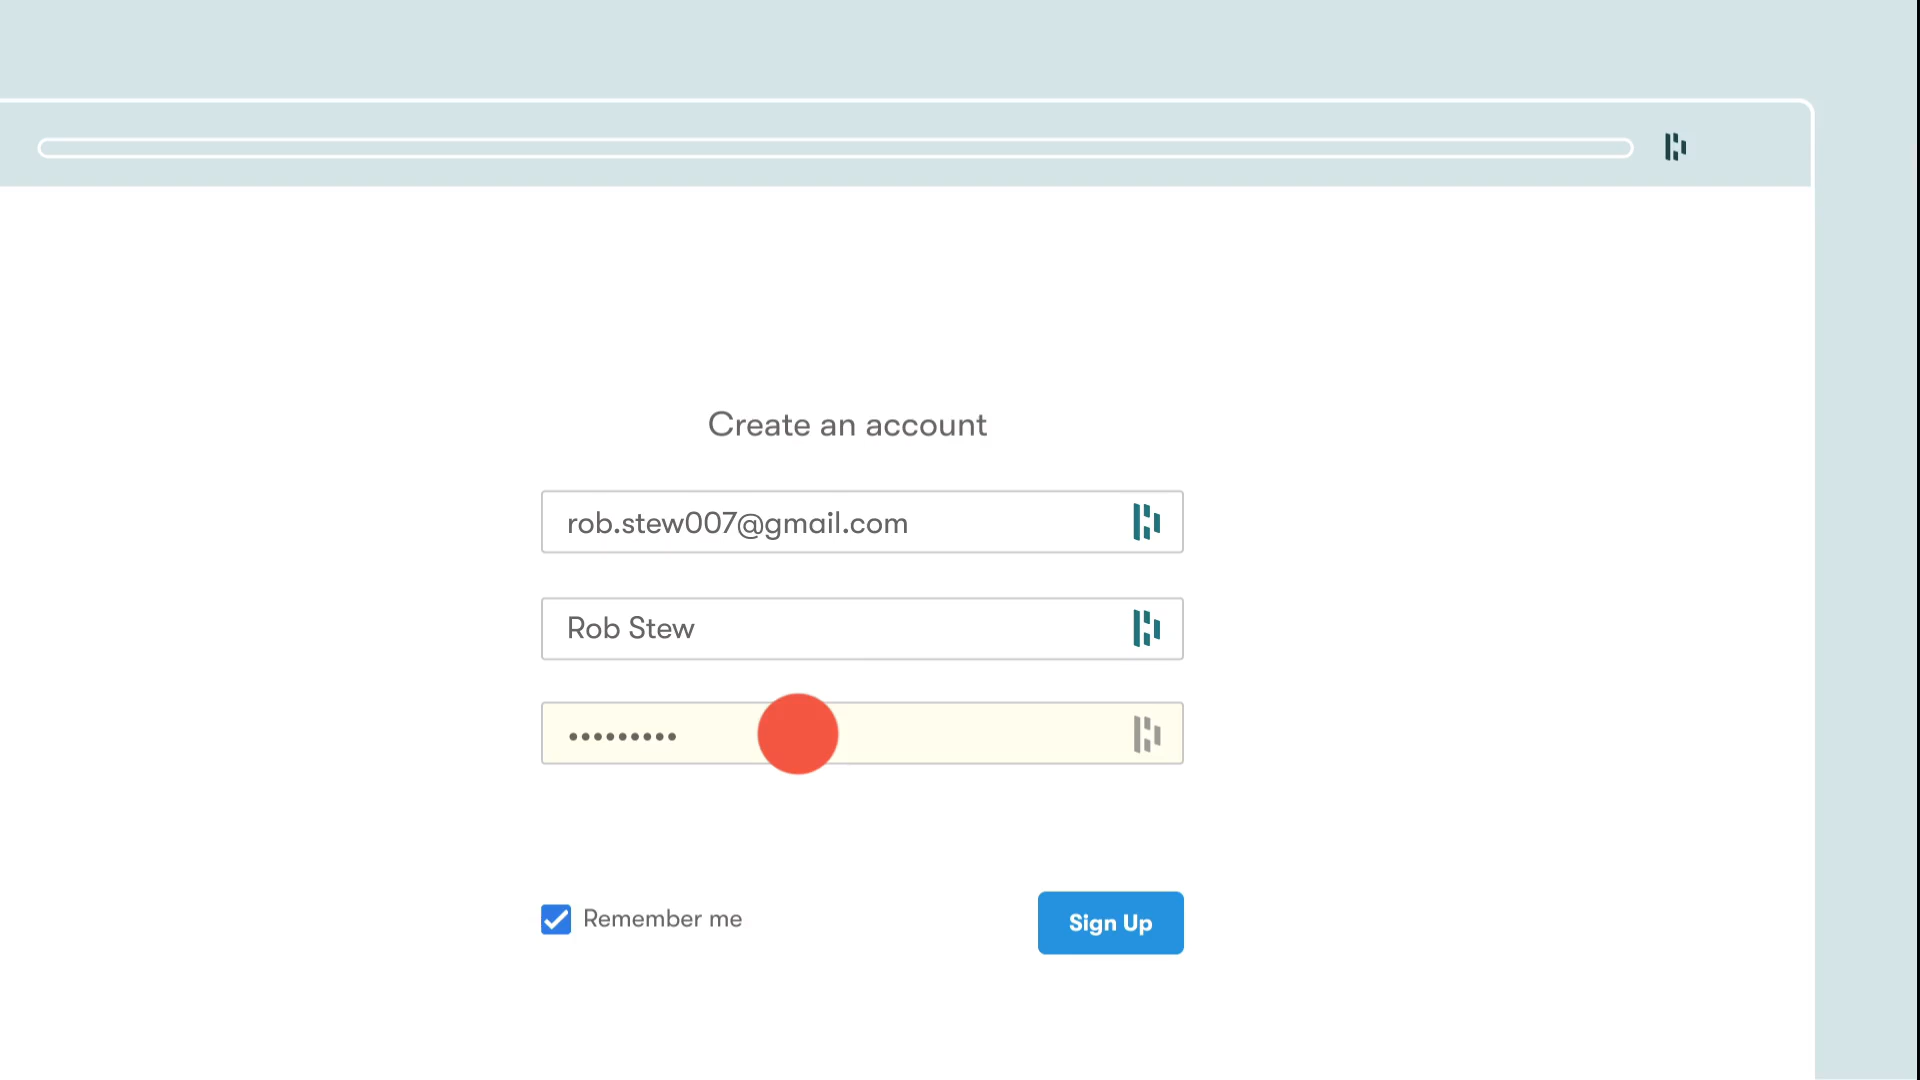 Create an account
rob.stew007@gmail.com
Rob Stew
•••••••••
Remember me
Sign Up